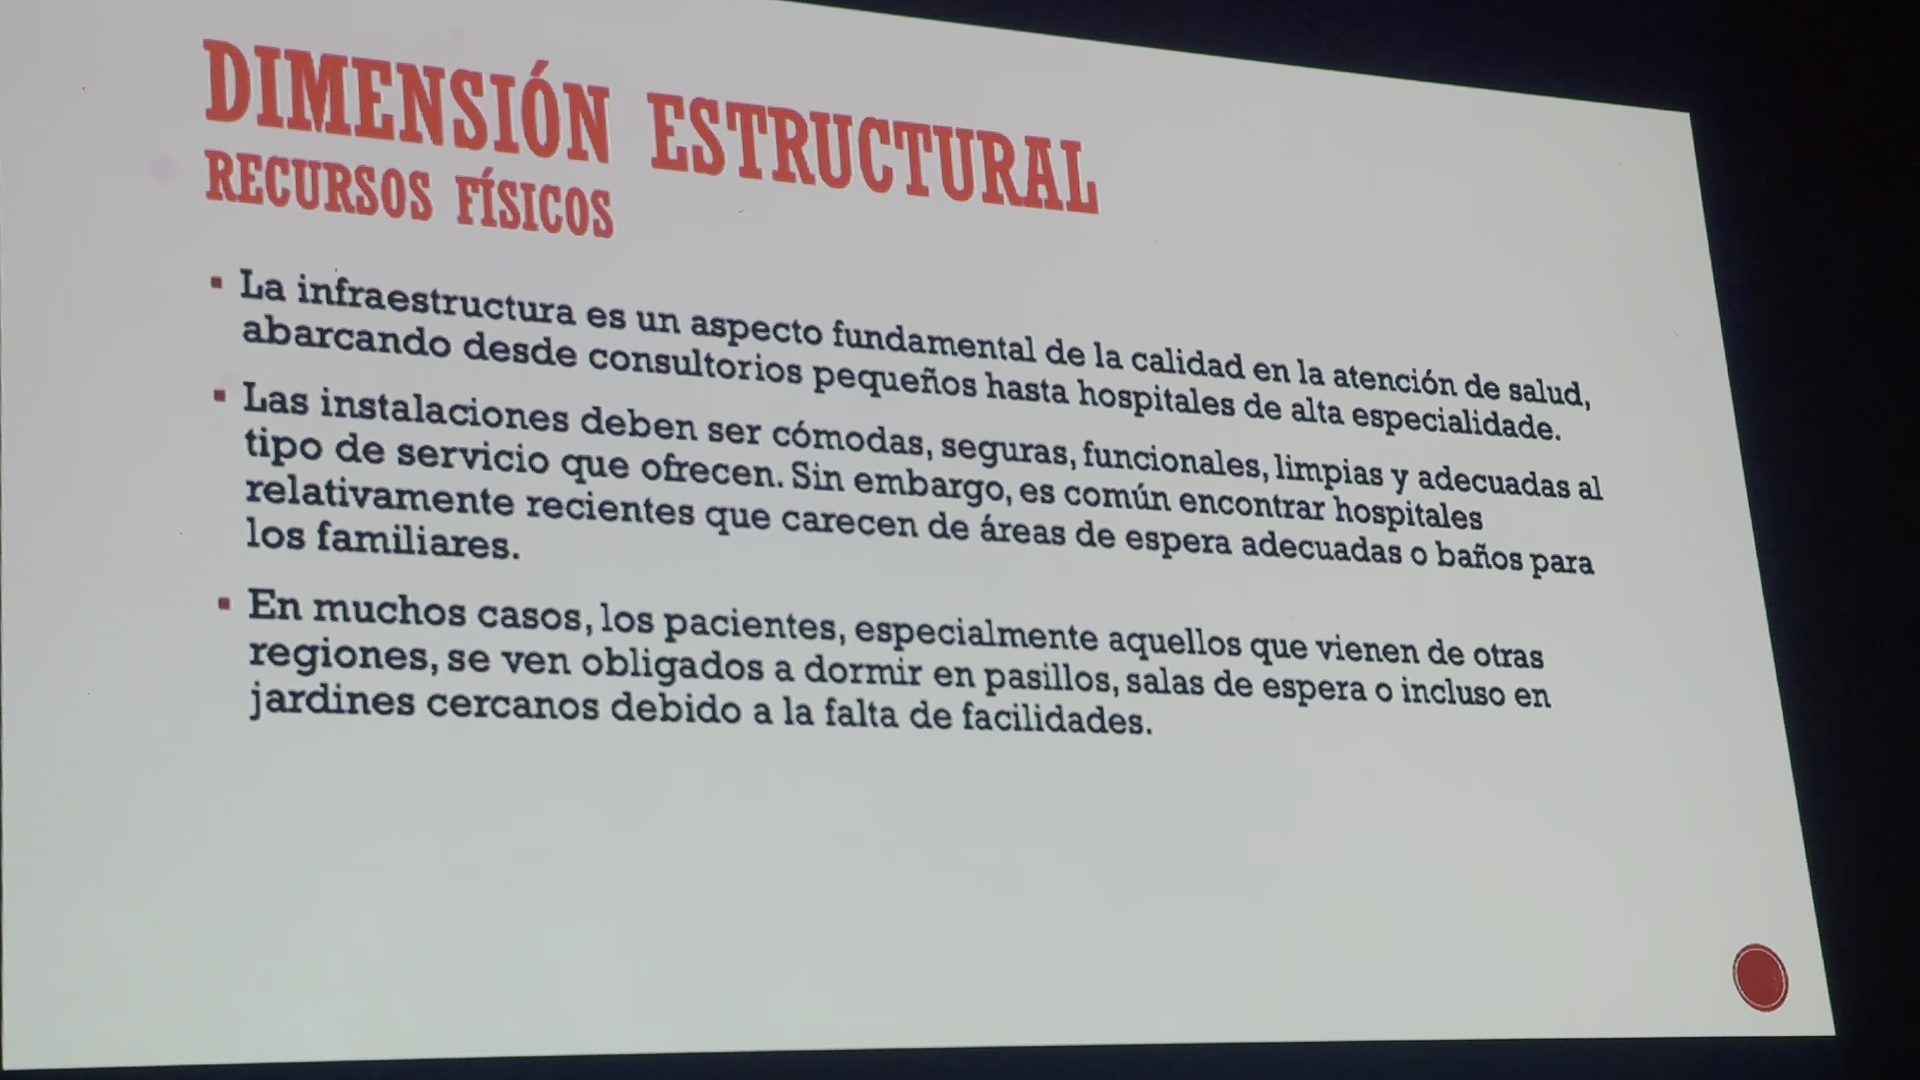 DIMENSIÓN ESTRUCTURAL
RECURSOS FÍSICOS
▪ La infraestructura es un aspecto fundamental de la calidad en la atención de salud,
abarcando desde consultorios pequeños hasta hospitales de alta especialidade.
▪ Las instalaciones deben ser cómodas, seguras, funcionales, limpias y adecuadas al
tipo de servicio que ofrecen. Sin embargo, es común encontrar hospitales
relativamente recientes que carecen de áreas de espera adecuadas o baños para
los familiares.
▪ En muchos casos, los pacientes, especialmente aquellos que vienen de otras
regiones, se ven obligados a dormir en pasillos, salas de espera o incluso en
jardines cercanos debido a la falta de facilidades.